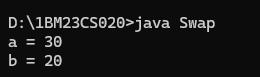 D:\1BM23CS020>java Swap
a = 30
b = 20